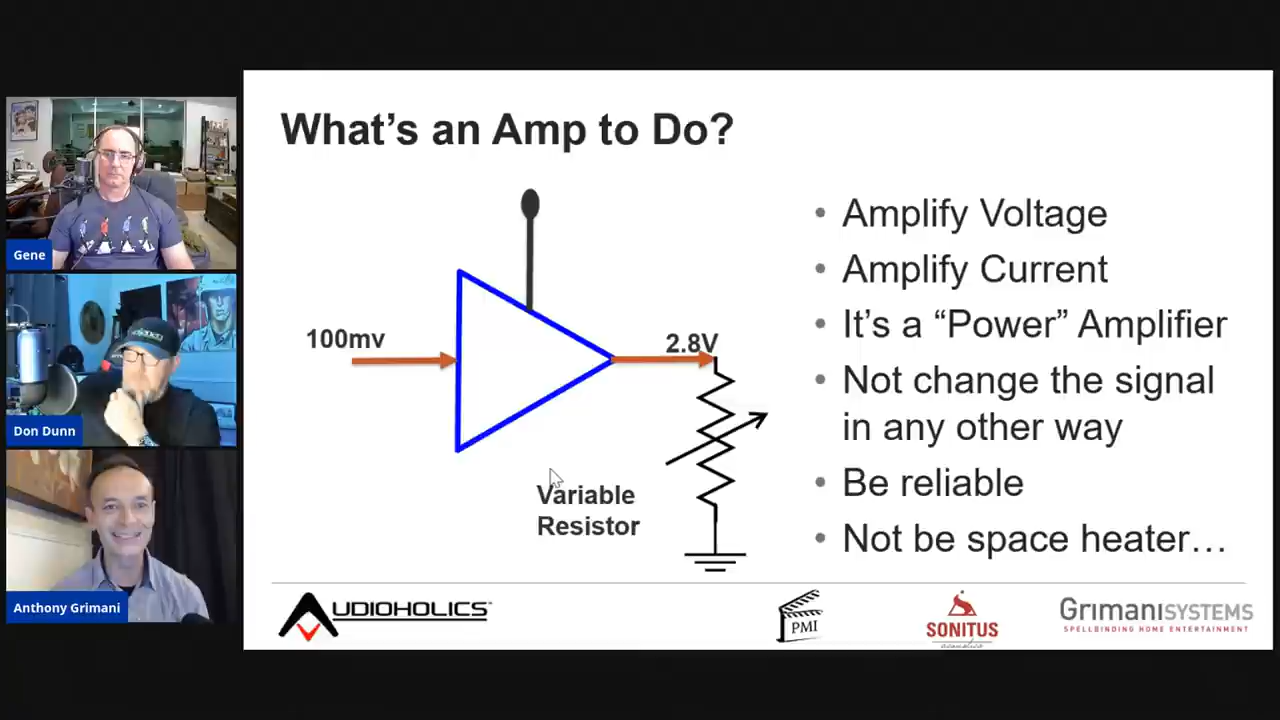 What's an Amp to Do?
100mv
2.8V
Variable
Resistor
• Amplify Voltage
• Amplify Current
• It's a “Power” Amplifier
• Not change the signal
in any other way
• Be reliable
• Not be space heater…
Gene
Don Dunn
Anthony Grimani
AUDIOHOLICS
PMI
SONITUS
acoustics
GRIMANISYSTEMS
SPELLBINDING HOME ENTERTAINMENT